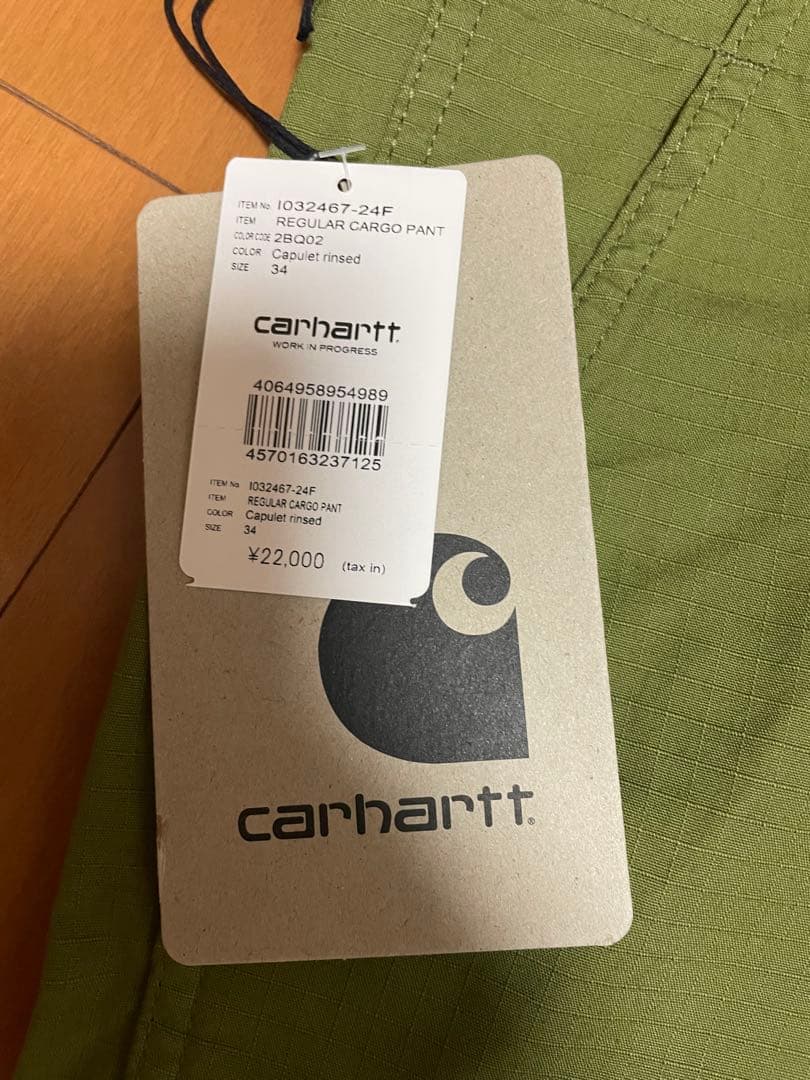 ITEM No. I032467-24F
ITEM REGULAR CARGO PANT
COLOR CODE 2BQ02
COLOR Capulet rinsed
SIZE 34
carhartt.
WORK IN PROGRESS
4064958954989
4570163237125
ITEM No. I032467-24F
ITEM REGULAR CARGO PANT
COLOR Capulet rinsed
SIZE 34
¥22,000 (tax in)
carhartt®